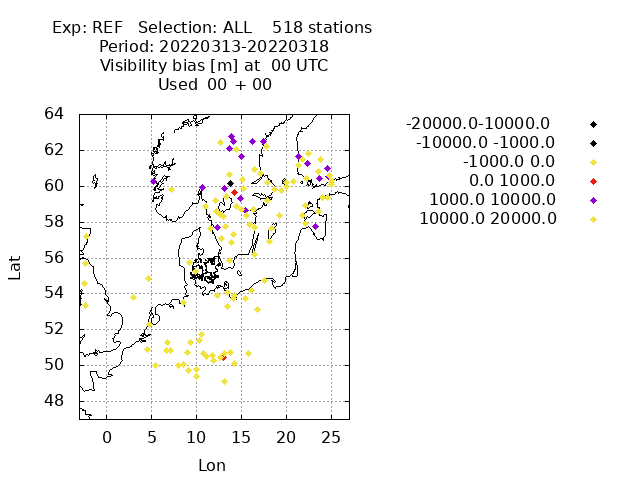 Exp: REF Selection: ALL 518 stations
Period: 20220313-20220318
Visibility bias [m] at 00 UTC
Used 00 + 00
-20000.0-10000.0
-10000.0 -1000.0
-1000.0 0.0
0.0 1000.0
1000.0 10000.0
10000.0 20000.0
64
62
60
58
56
54
52
50
48
Lat
0 5 10 15 20 25
Lon